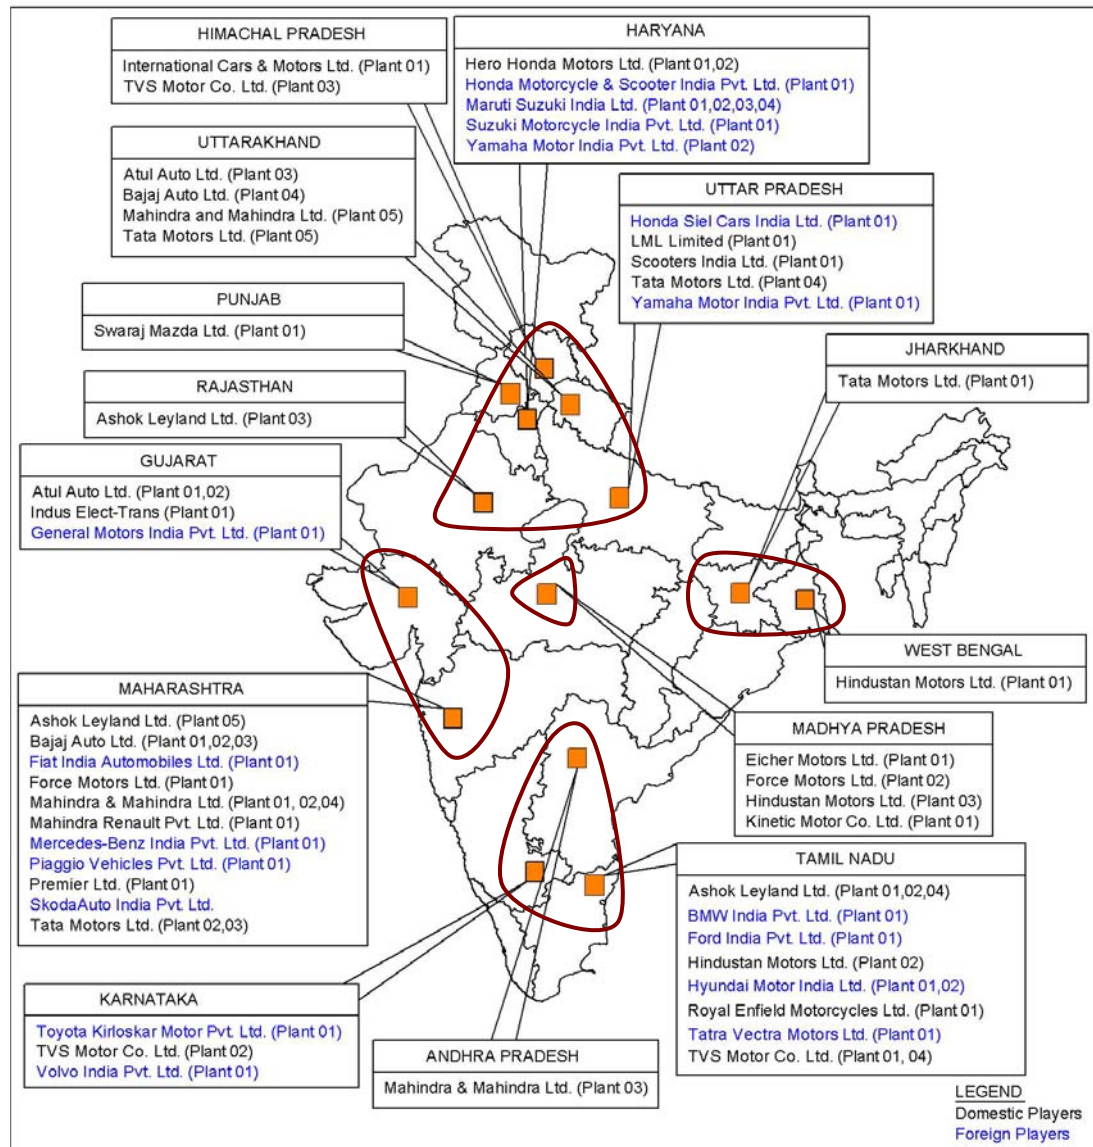 HIMACHAL PRADESH
International Cars & Motors Ltd. (Plant 01)
TVS Motor Co. Ltd. (Plant 03)
HARYANA
Hero Honda Motors Ltd. (Plant 01,02)
Honda Motorcycle & Scooter India Pvt. Ltd. (Plant 01)
Maruti Suzuki India Ltd. (Plant 01,02,03,04)
Suzuki Motorcycle India Pvt. Ltd. (Plant 01)
Yamaha Motor India Pvt. Ltd. (Plant 02)
UTTARAKHAND
Atul Auto Ltd. (Plant 03)
Bajaj Auto Ltd. (Plant 04)
Mahindra and Mahindra Ltd. (Plant 05)
Tata Motors Ltd. (Plant 05)
UTTAR PRADESH
Honda Siel Cars India Ltd. (Plant 01)
LML Limited (Plant 01)
Scooters India Ltd. (Plant 01)
Tata Motors Ltd. (Plant 04)
Yamaha Motor India Pvt. Ltd. (Plant 01)
PUNJAB
Swaraj Mazda Ltd. (Plant 01)
JHARKHAND
Tata Motors Ltd. (Plant 01)
RAJASTHAN
Ashok Leyland Ltd. (Plant 03)
GUJARAT
Atul Auto Ltd. (Plant 01,02)
Indus Elect-Trans (Plant 01)
General Motors India Pvt. Ltd. (Plant 01)
WEST BENGAL
Hindustan Motors Ltd. (Plant 01)
MAHARASHTRA
Ashok Leyland Ltd. (Plant 05)
Bajaj Auto Ltd. (Plant 01,02,03)
Fiat India Automobiles Ltd. (Plant 01)
Force Motors Ltd. (Plant 01)
Mahindra & Mahindra Ltd. (Plant 01, 02,04)
Mahindra Renault Pvt. Ltd. (Plant 01)
Mercedes-Benz India Pvt. Ltd. (Plant 01)
Piaggio Vehicles Pvt. Ltd. (Plant 01)
Premier Ltd. (Plant 01)
SkodaAuto India Pvt. Ltd.
Tata Motors Ltd. (Plant 02,03)
MADHYA PRADESH
Eicher Motors Ltd. (Plant 01)
Force Motors Ltd. (Plant 02)
Hindustan Motors Ltd. (Plant 03)
Kinetic Motor Co. Ltd. (Plant 01)
TAMIL NADU
Ashok Leyland Ltd. (Plant 01,02,04)
BMW India Pvt. Ltd. (Plant 01)
Ford India Pvt. Ltd. (Plant 01)
Hindustan Motors Ltd. (Plant 02)
Hyundai Motor India Ltd. (Plant 01,02)
Royal Enfield Motorcycles Ltd. (Plant 01)
Tatra Vectra Motors Ltd. (Plant 01)
TVS Motor Co. Ltd. (Plant 01, 04)
KARNATAKA
Toyota Kirloskar Motor Pvt. Ltd. (Plant 01)
TVS Motor Co. Ltd. (Plant 02)
Volvo India Pvt. Ltd. (Plant 01)
ANDHRA PRADESH
Mahindra & Mahindra Ltd. (Plant 03)
LEGEND
Domestic Players
Foreign Players